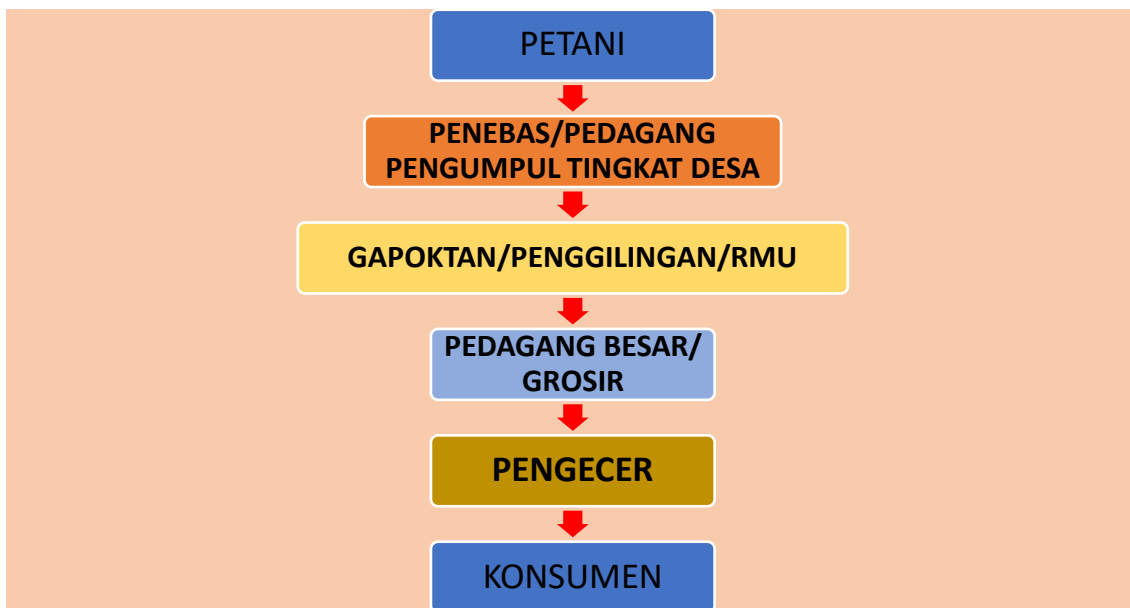 PETANI
PENEBAS/PEDAGANG
PENGUMPUL TINGKAT DESA
GAPOKTAN/PENGGILINGAN/RMU
PEDAGANG BESAR/
GROSIR
PENGECER
KONSUMEN